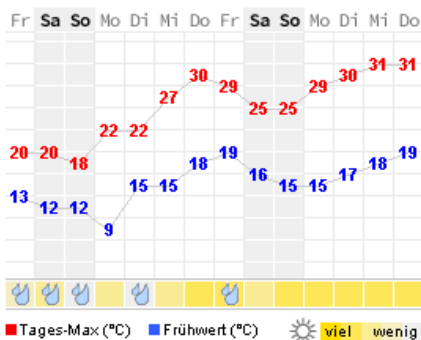 Fr Sa So Mo Di Mi Do Fr Sa So Mo Di Mi Do
20 20 18 22 22 27 30 29 25 25 29 30 31 31
13 12 12 9 15 15 18 19 16 15 15 17 18 19
Tages-Max (°C) Frühwert (°C) viel wenig